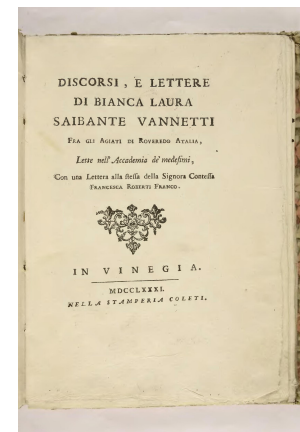 DISCORSI, E LETTERE
DI BIANCA LAURA
SAIBANTE VANNETTI
FRA GLI AGIATI DI ROVEREDO ATALIA,
Lette nell' Accademia de' medesimi,
Con una Lettera alla ſteſſa della Signora Conteſſa
FRANCESCA ROBERTI FRANCO.
IN VINEGIA.
MDCCLXXXI.
NELLA STAMPERIA COLETI.